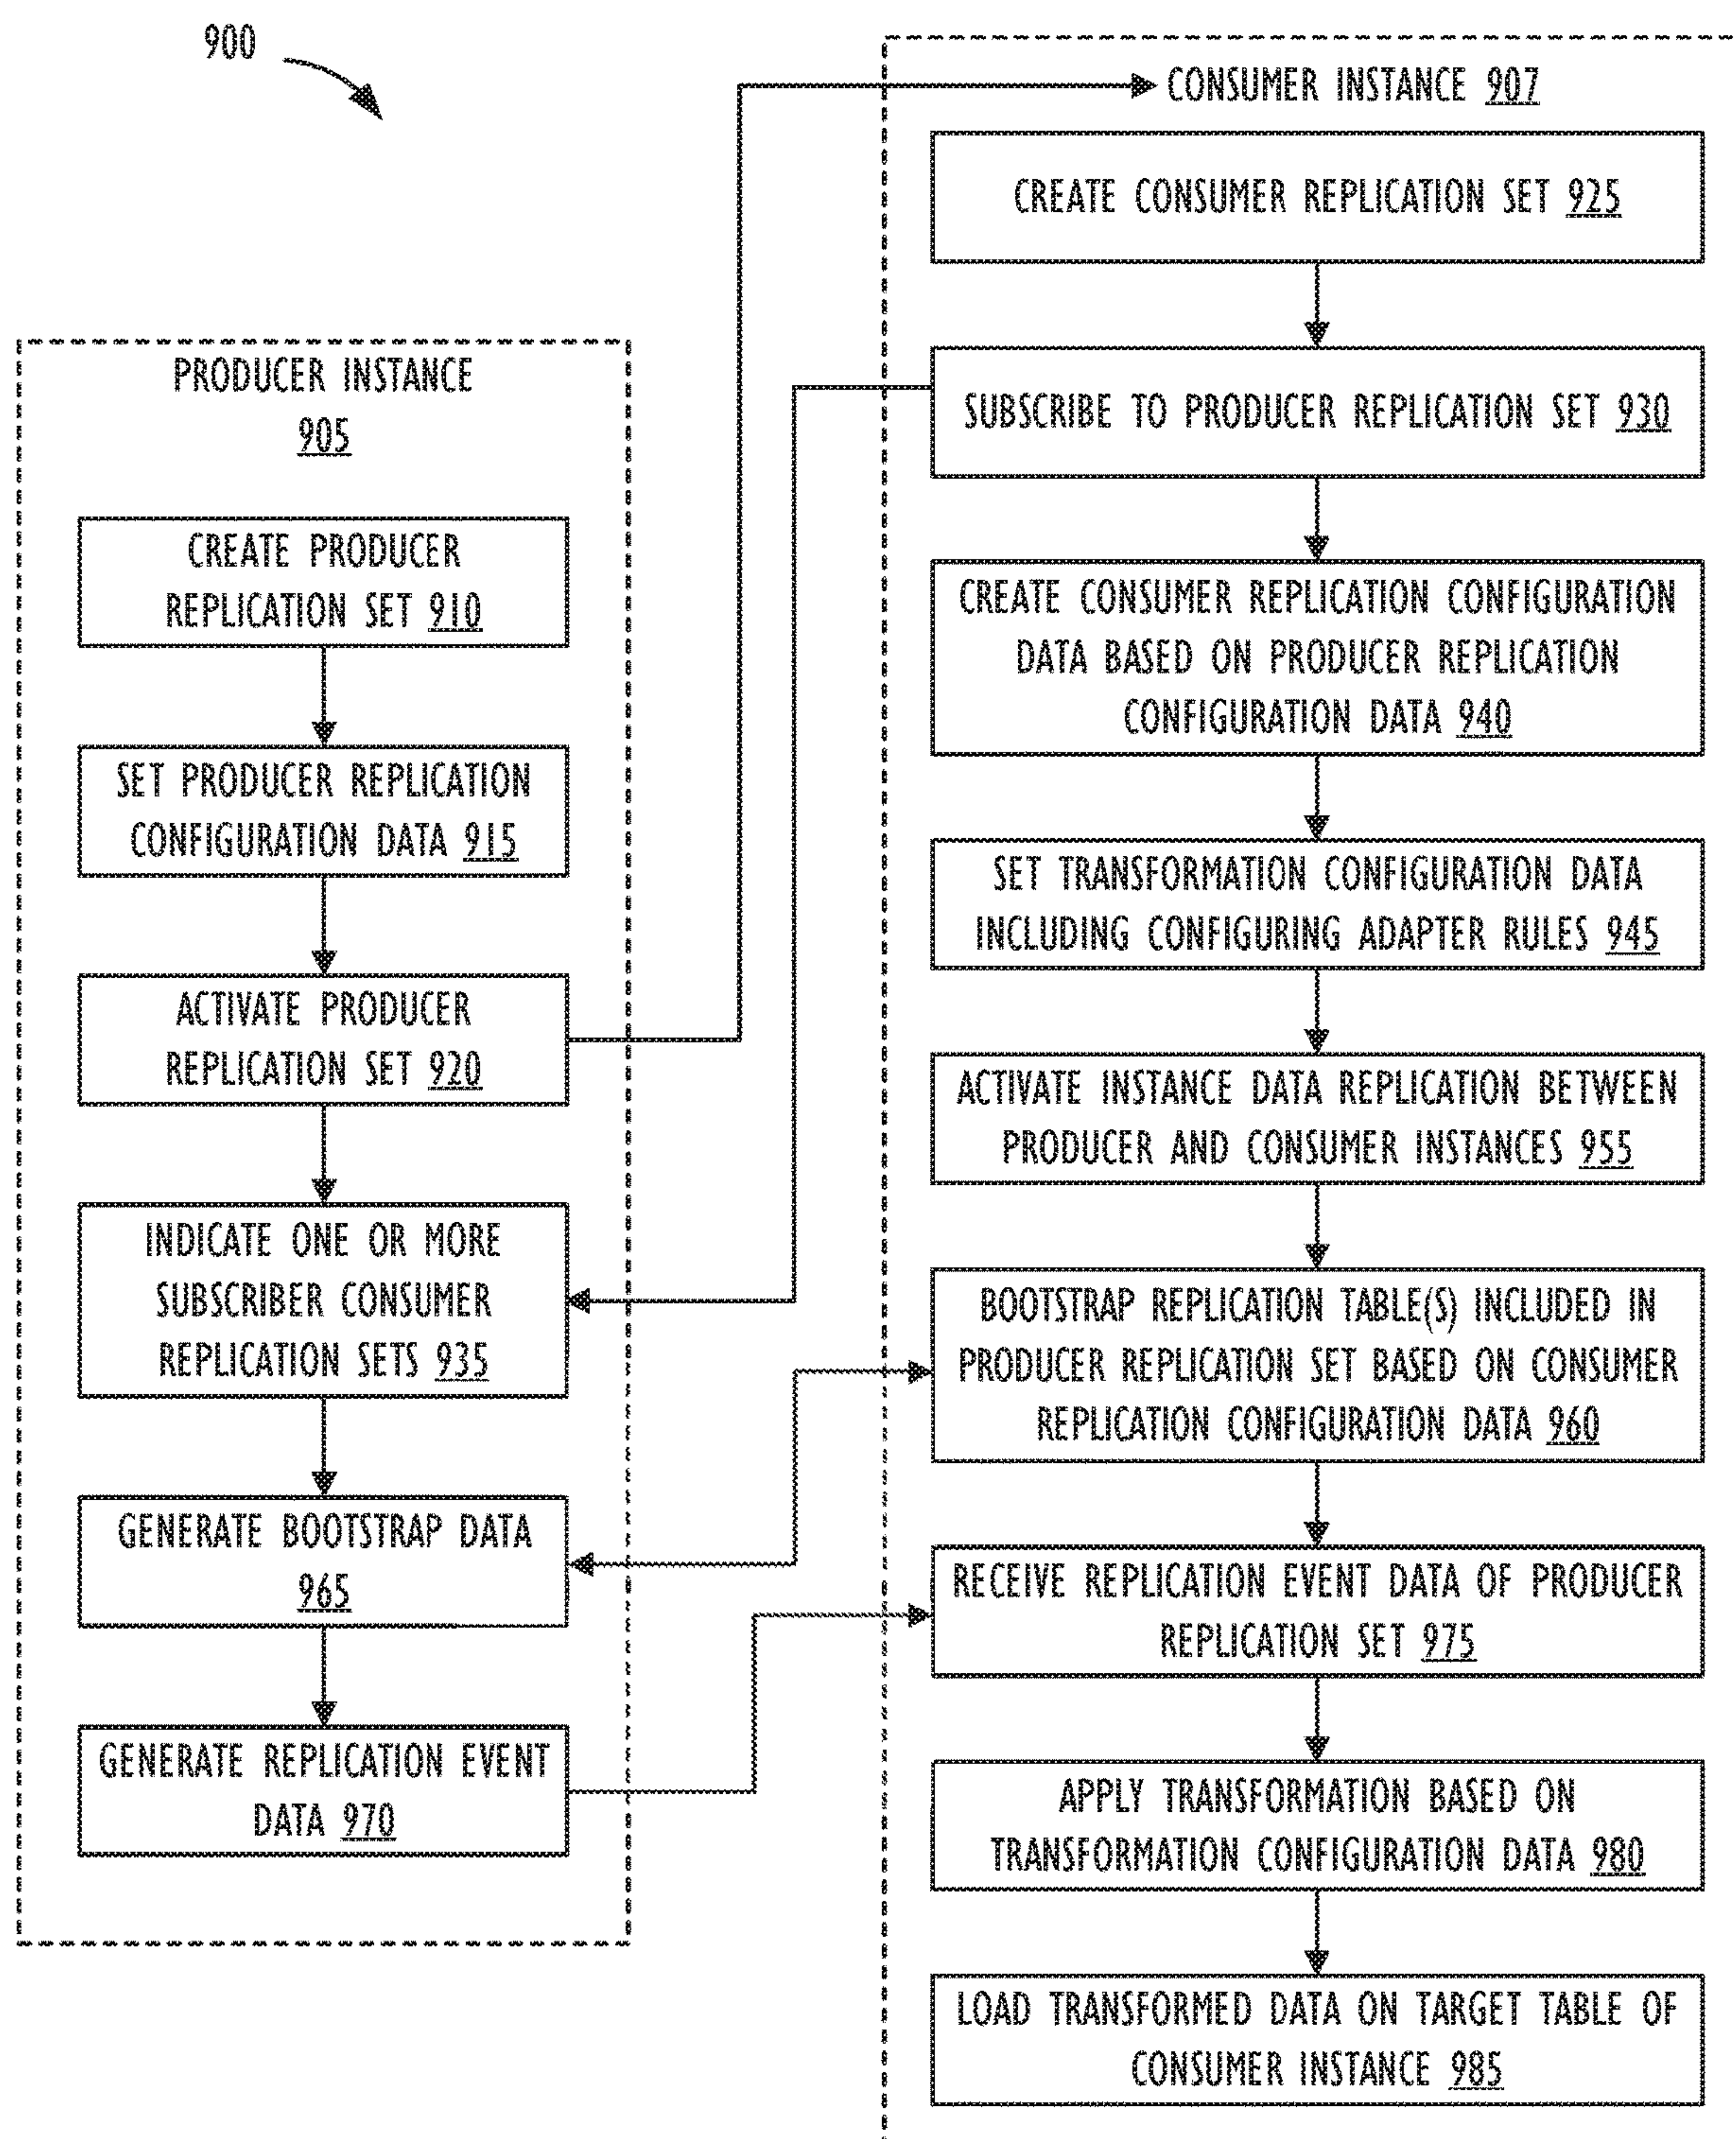 900
PRODUCER INSTANCE
905
CREATE PRODUCER
REPLICATION SET 910
SET PRODUCER REPLICATION
CONFIGURATION DATA 915
ACTIVATE PRODUCER
REPLICATION SET 920
INDICATE ONE OR MORE
SUBSCRIBER CONSUMER
REPLICATION SETS 935
GENERATE BOOTSTRAP DATA
965
GENERATE REPLICATION EVENT
DATA 970
CONSUMER INSTANCE 907
CREATE CONSUMER REPLICATION SET 925
SUBSCRIBE TO PRODUCER REPLICATION SET 930
CREATE CONSUMER REPLICATION CONFIGURATION
DATA BASED ON PRODUCER REPLICATION
CONFIGURATION DATA 940
SET TRANSFORMATION CONFIGURATION DATA
INCLUDING CONFIGURING ADAPTER RULES 945
ACTIVATE INSTANCE DATA REPLICATION BETWEEN
PRODUCER AND CONSUMER INSTANCES 955
BOOTSTRAP REPLICATION TABLE(S) INCLUDED IN
PRODUCER REPLICATION SET BASED ON CONSUMER
REPLICATION CONFIGURATION DATA 960
RECEIVE REPLICATION EVENT DATA OF PRODUCER
REPLICATION SET 975
APPLY TRANSFORMATION BASED ON
TRANSFORMATION CONFIGURATION DATA 980
LOAD TRANSFORMED DATA ON TARGET TABLE OF
CONSUMER INSTANCE 985